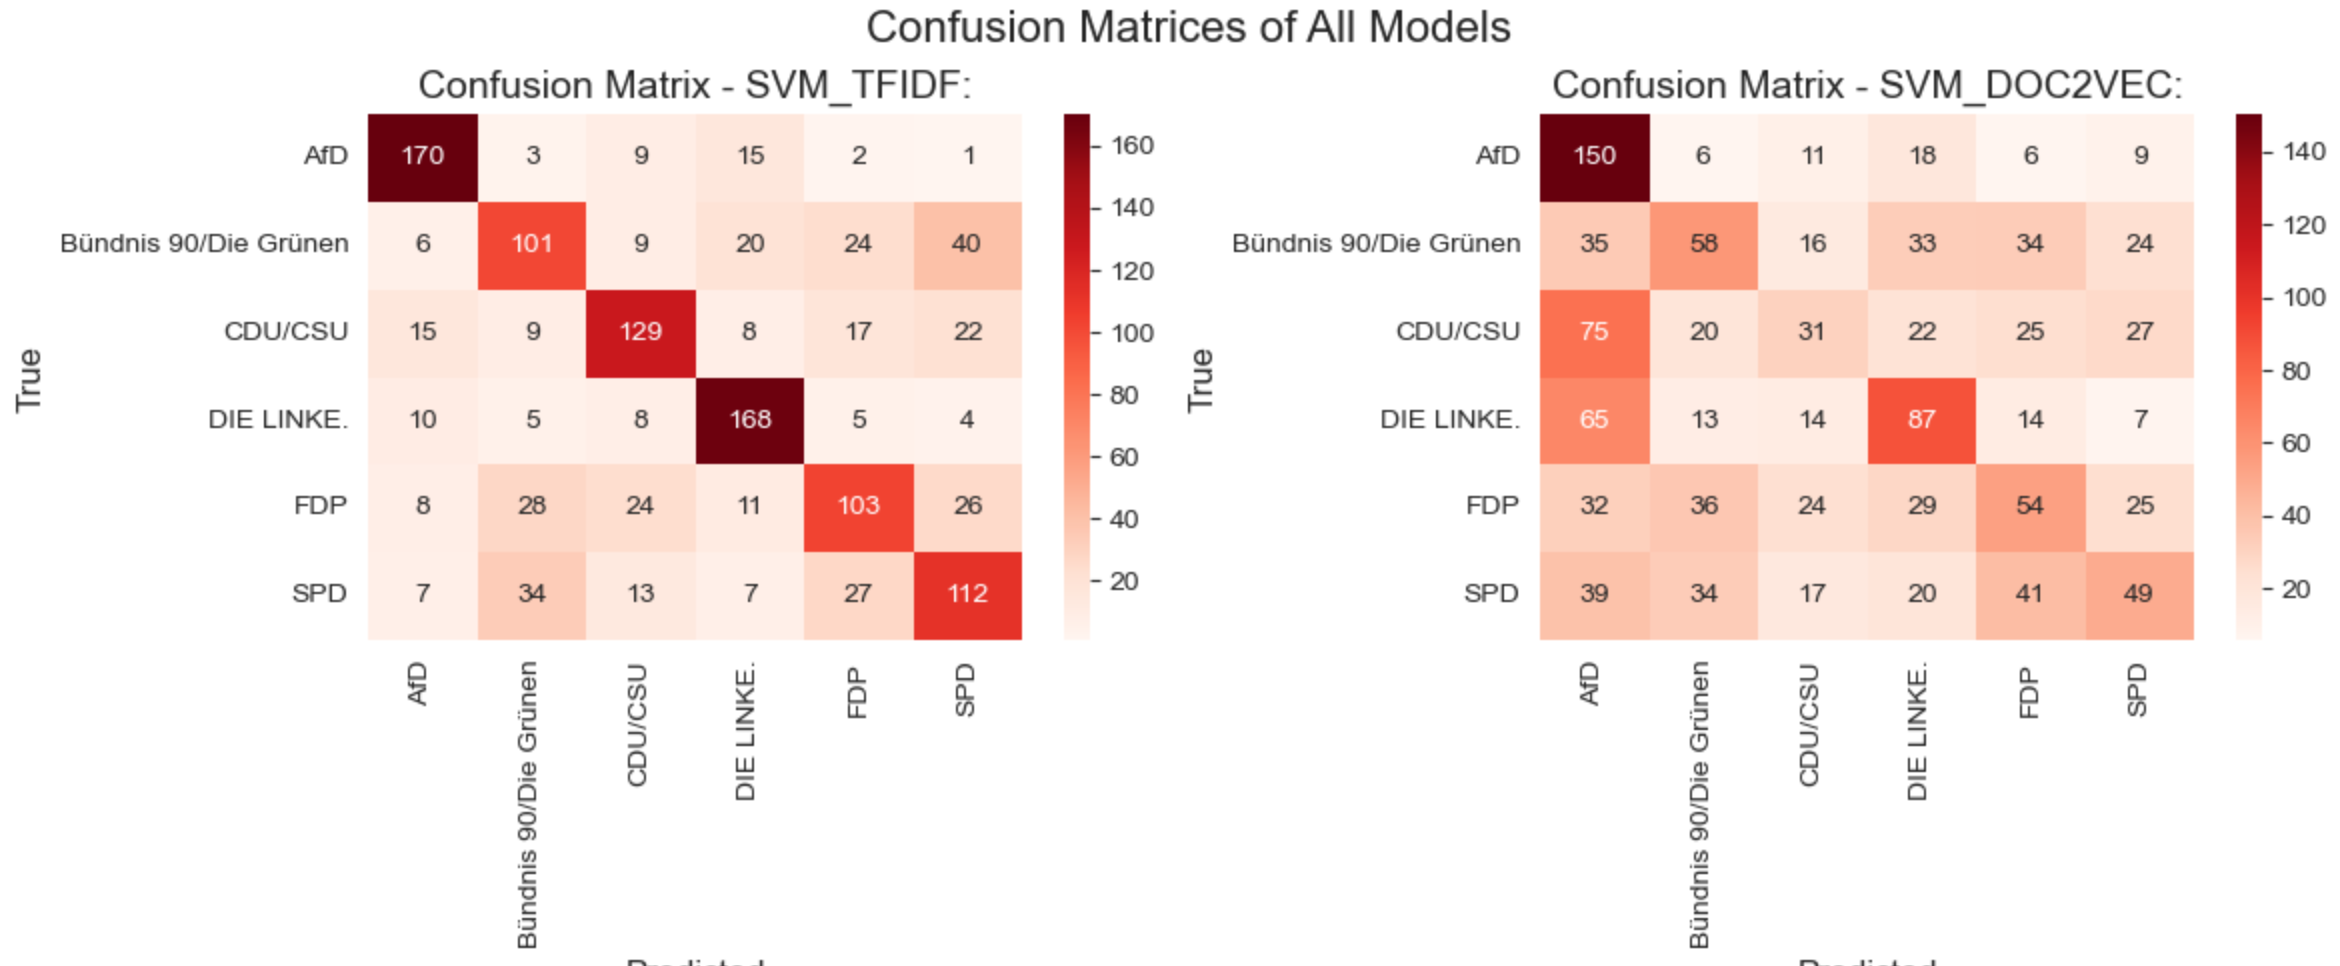 Confusion Matrices of All Models
Confusion Matrix - SVM_TFIDF:
True
AfD 170 3 9 15 2 1
Bündnis 90/Die Grünen 6 101 9 20 24 40
CDU/CSU 15 9 129 8 17 22
DIE LINKE. 10 5 8 168 5 4
FDP 8 28 24 11 103 26
SPD 7 34 13 7 27 112
AfD
Bündnis 90/Die Grünen
CDU/CSU
DIE LINKE.
FDP
SPD
Predicted
160
140
120
100
80
60
40
20
Confusion Matrix - SVM_DOC2VEC:
True
AfD 150 6 11 18 6 9
Bündnis 90/Die Grünen 35 58 16 33 34 24
CDU/CSU 75 20 31 22 25 27
DIE LINKE. 65 13 14 87 14 7
FDP 32 36 24 29 54 25
SPD 39 34 17 20 41 49
AfD
Bündnis 90/Die Grünen
CDU/CSU
DIE LINKE.
FDP
SPD
Predicted
140
120
100
80
60
40
20